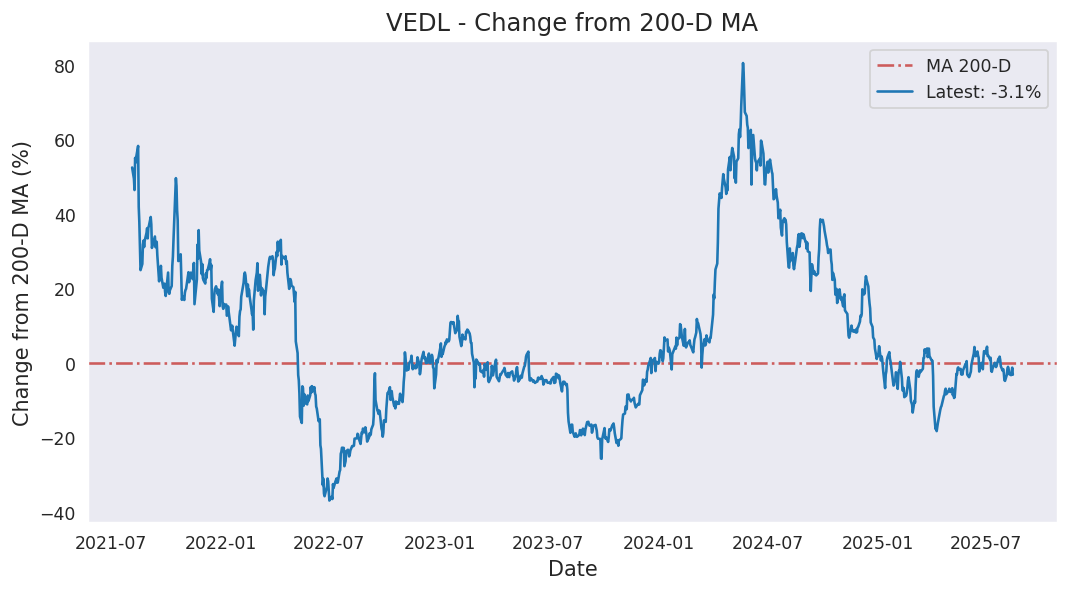 VEDL - Change from 200-D MA
MA 200-D
Latest: -3.1%
Change from 200-D MA (%)
80
60
40
20
0
−20
−40
2021-07 2022-01 2022-07 2023-01 2023-07 2024-01 2024-07 2025-01 2025-07
Date